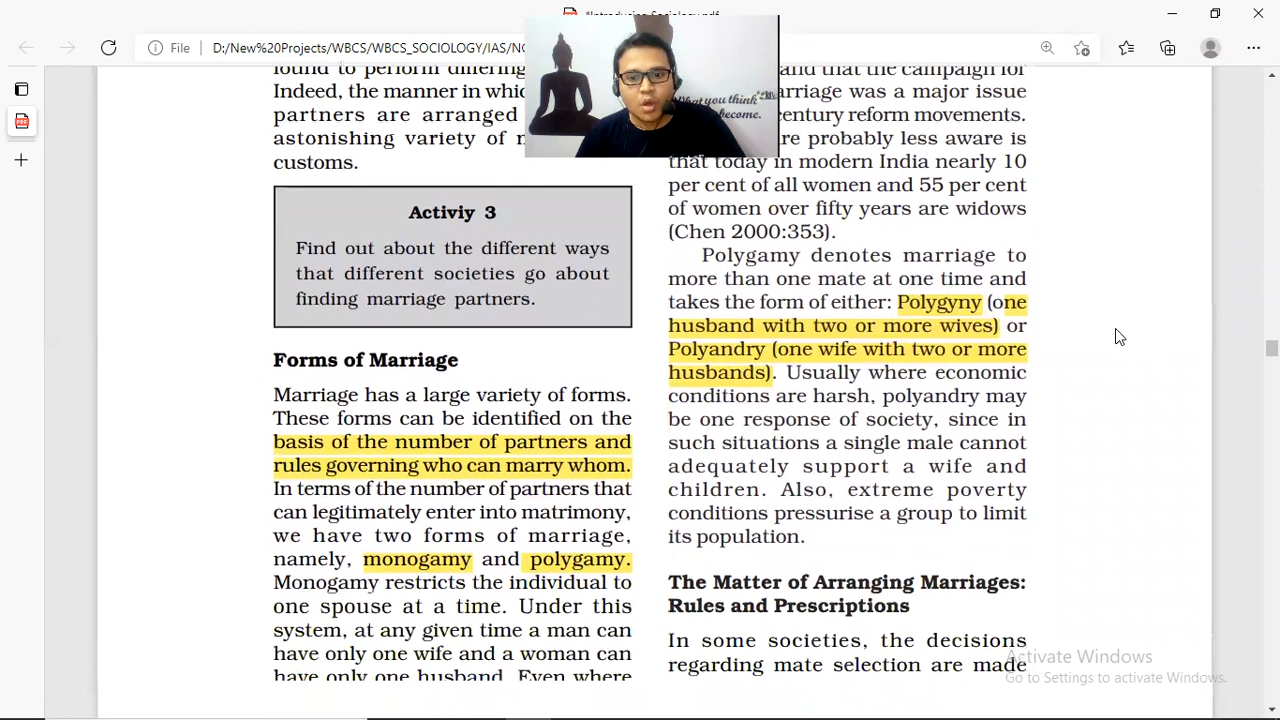 *Introducing Sociology.pdf
File
D:/New%20Projects/WBCS/WBCS_SOCIOLOGY/IAS/NC
What you think
become.
found to perform differing
Indeed, the manner in which
partners are arranged
astonishing variety of
customs.
Activiy 3
Find out about the different ways
that different societies go about
finding marriage partners.
Forms of Marriage
Marriage has a large variety of forms.
These forms can be identified on the
basis of the number of partners and
rules governing who can marry whom.
In terms of the number of partners that
can legitimately enter into matrimony,
we have two forms of marriage,
namely, monogamy and polygamy.
Monogamy restricts the individual to
one spouse at a time. Under this
system, at any given time a man can
have only one wife and a woman can
have only one husband. Even where
and that the campaign for
arriage was a major issue
century reform movements.
re probably less aware is
that today in modern India nearly 10
per cent of all women and 55 per cent
of women over fifty years are widows
(Chen 2000:353).
Polygamy denotes marriage to
more than one mate at one time and
takes the form of either: Polygyny (one
husband with two or more wives) or
Polyandry (one wife with two or more
husbands). Usually where economic
conditions are harsh, polyandry may
be one response of society, since in
such situations a single male cannot
adequately support a wife and
children. Also, extreme poverty
conditions pressurise a group to limit
its population.
The Matter of Arranging Marriages:
Rules and Prescriptions
In some societies, the decisions
regarding mate selection are made
Activate Windows
Go to Settings to activate Windows.